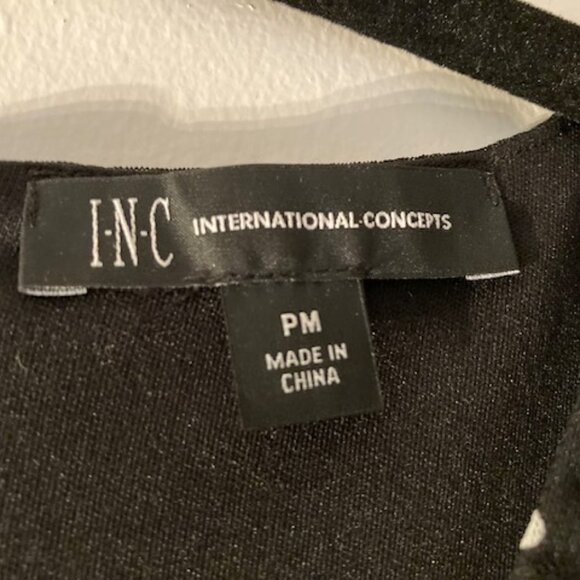 I·N·C INTERNATIONAL·CONCEPTS
PM
MADE IN
CHINA